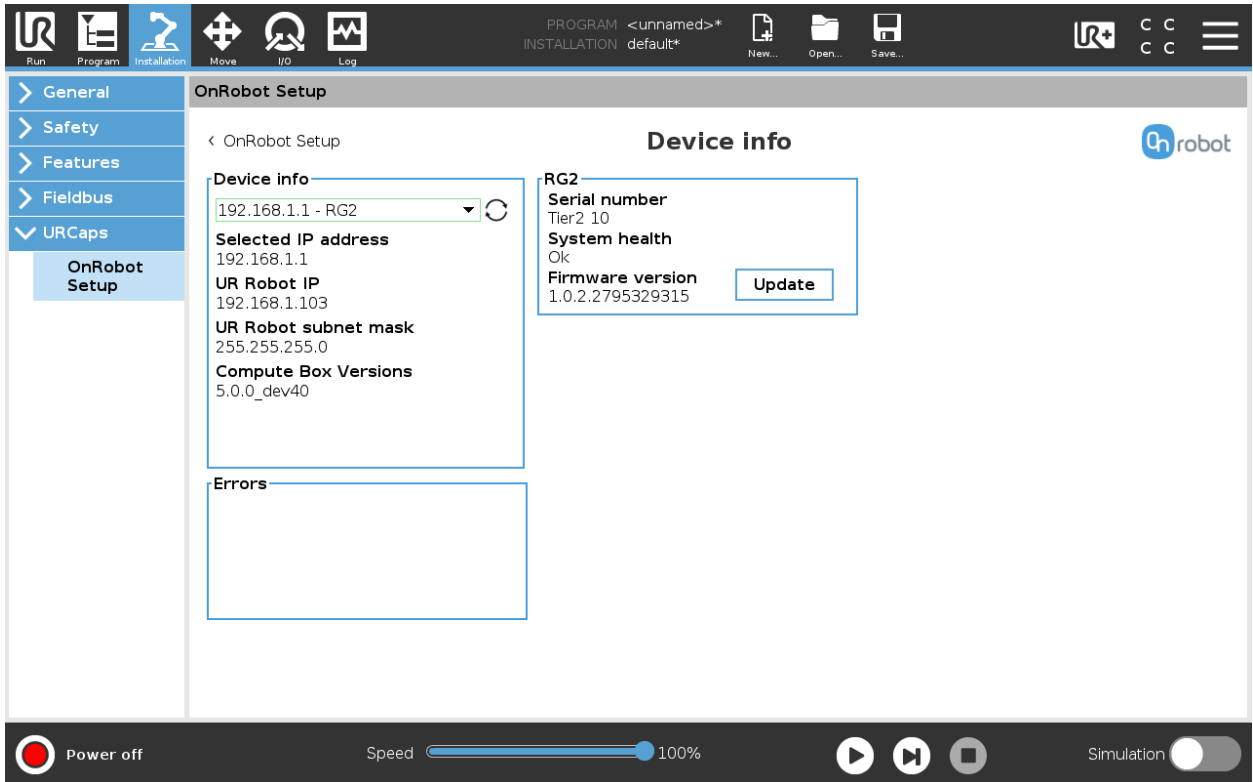 PROGRAM <unnamed>*
INSTALLATION default*
Run
Program
Installation
Move
I/O
Log
New...
Open...
Save...
UR+
C C
C C
General
Safety
Features
Fieldbus
URCaps
OnRobot
Setup
OnRobot Setup
‹ OnRobot Setup
Device info
On robot
Device info
192.168.1.1 - RG2
Selected IP address
192.168.1.1
UR Robot IP
192.168.1.103
UR Robot subnet mask
255.255.255.0
Compute Box Versions
5.0.0_dev40
RG2
Serial number
Tier2 10
System health
Ok
Firmware version
1.0.2.2795329315
Update
Errors
Power off
Speed
100%
Simulation